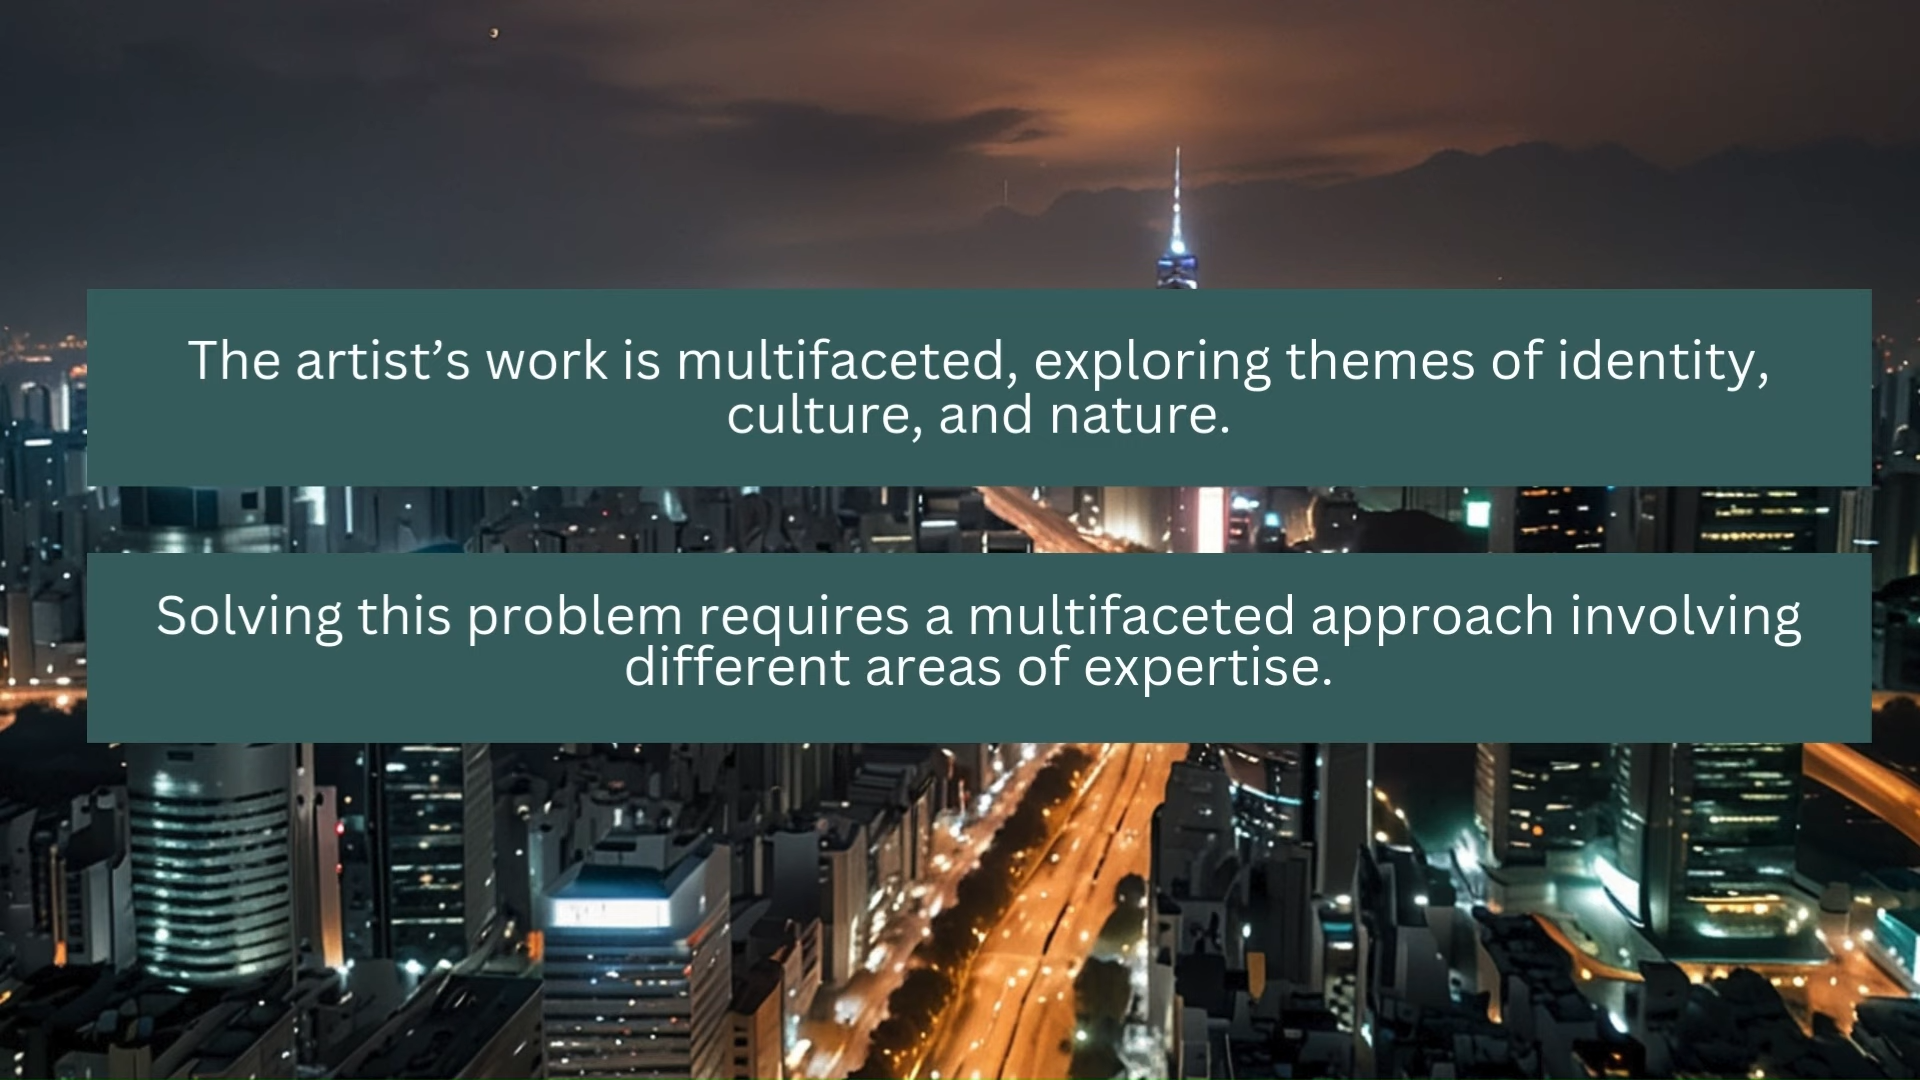 The artist’s work is multifaceted, exploring themes of identity,
culture, and nature.
Solving this problem requires a multifaceted approach involving
different areas of expertise.